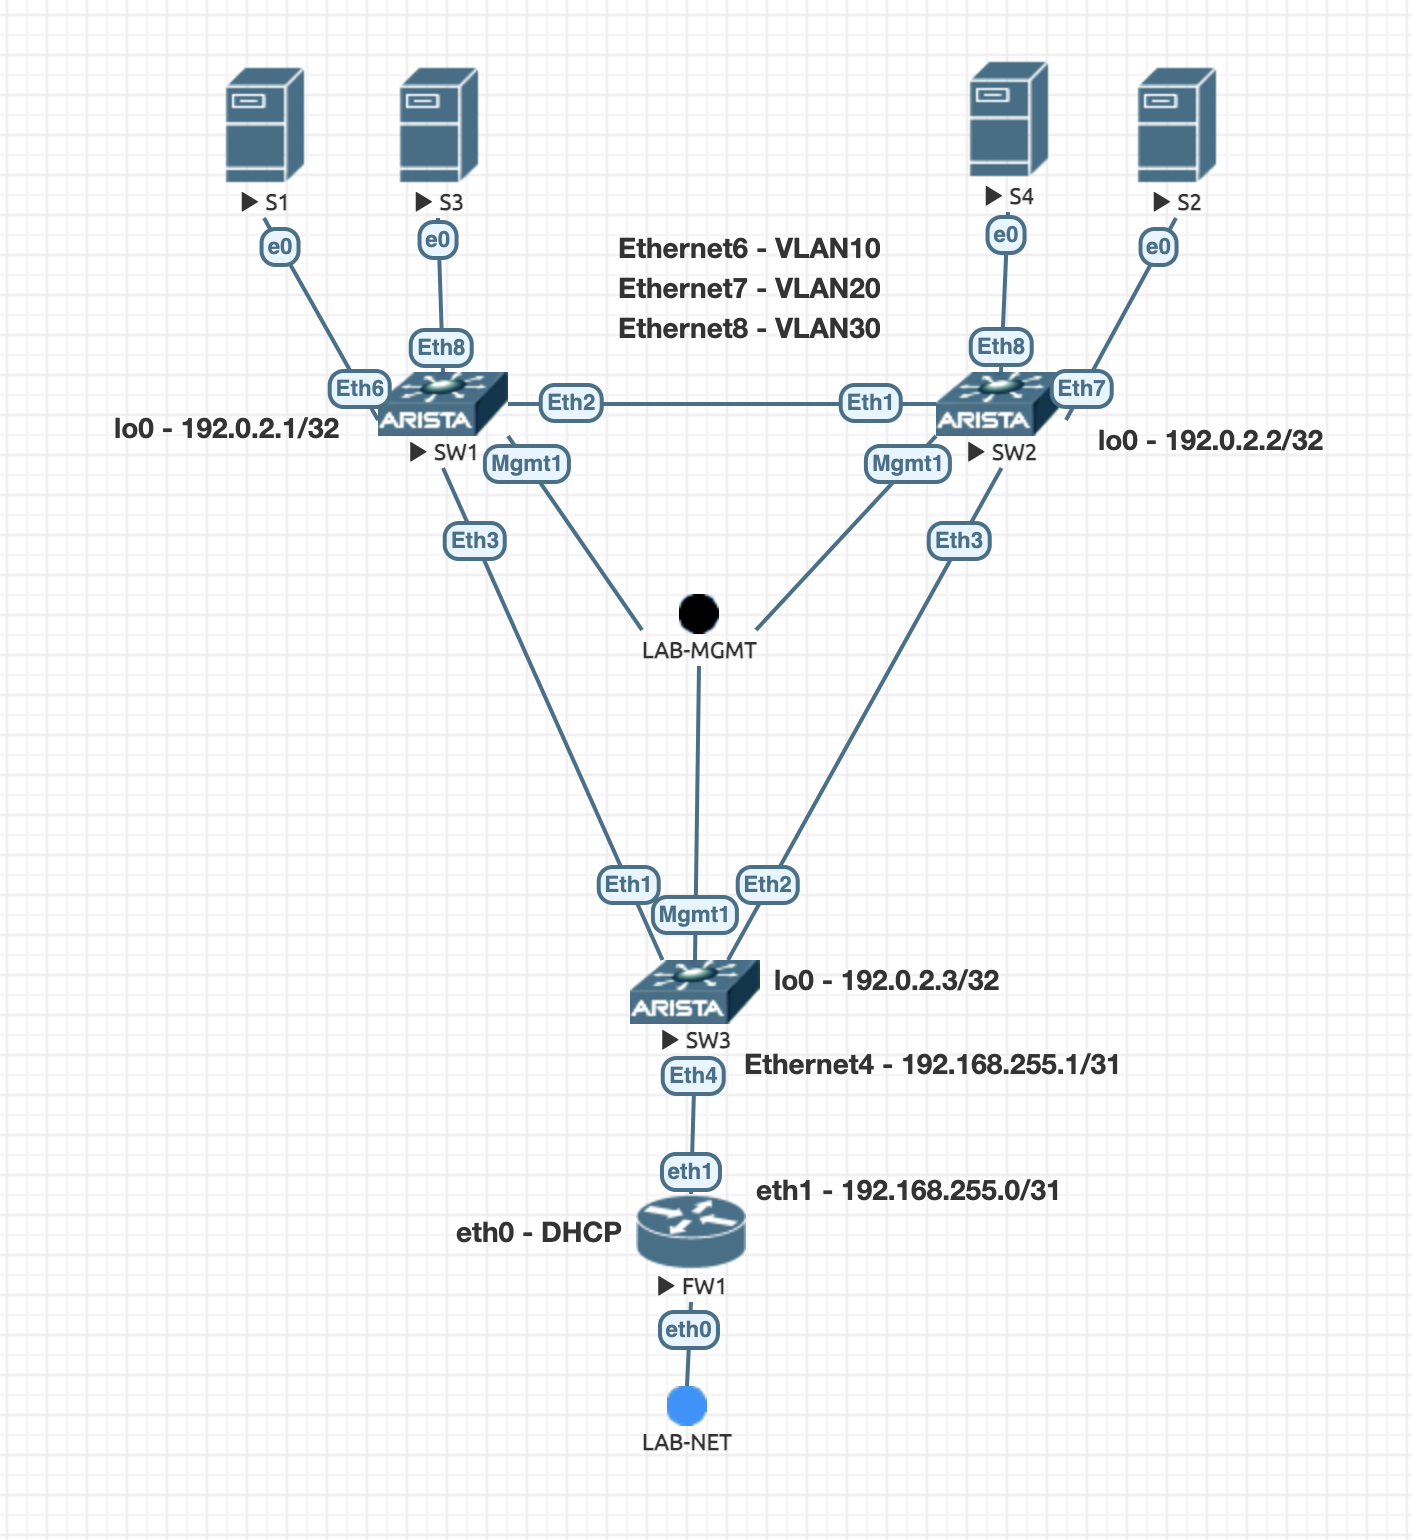 S1
S3
S4
S2
e0
e0
e0
e0
Ethernet6 - VLAN10
Ethernet7 - VLAN20
Ethernet8 - VLAN30
Eth8
Eth8
Eth6
Eth7
ARISTA
Eth2
Eth1
ARISTA
lo0 - 192.0.2.1/32
lo0 - 192.0.2.2/32
SW1
Mgmt1
Mgmt1
SW2
Eth3
Eth3
LAB-MGMT
Eth1
Eth2
Mgmt1
ARISTA
lo0 - 192.0.2.3/32
SW3
Ethernet4 - 192.168.255.1/31
Eth4
eth1
eth1 - 192.168.255.0/31
eth0 - DHCP
FW1
eth0
LAB-NET